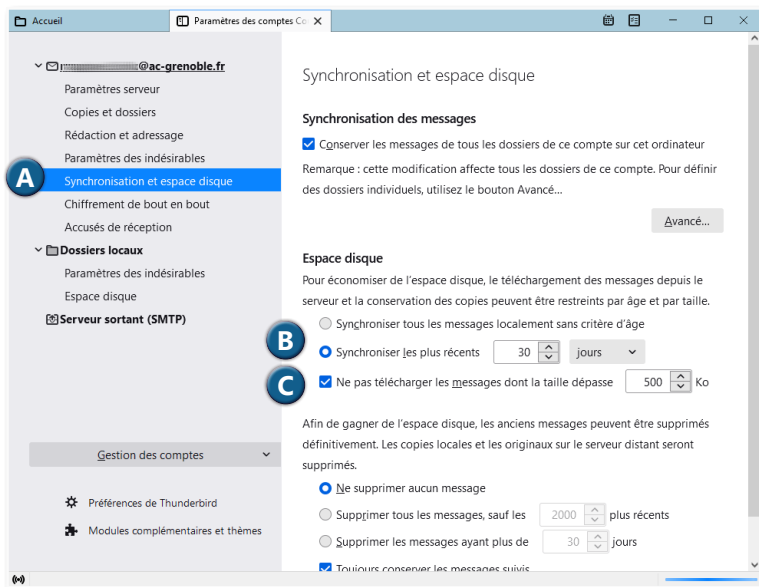 Accueil
Paramètres des comptes Co
@ac-grenoble.fr
Paramètres serveur
Copies et dossiers
Rédaction et adressage
Paramètres des indésirables
A
Synchronisation et espace disque
Chiffrement de bout en bout
Accusés de réception
Dossiers locaux
Paramètres des indésirables
Espace disque
Serveur sortant (SMTP)
Gestion des comptes
Préférences de Thunderbird
Modules complémentaires et thèmes
Synchronisation et espace disque
Synchronisation des messages
Conserver les messages de tous les dossiers de ce compte sur cet ordinateur
Remarque : cette modification affecte tous les dossiers de ce compte. Pour définir
des dossiers individuels, utilisez le bouton Avancé...
Avancé...
Espace disque
Pour économiser de l'espace disque, le téléchargement des messages depuis le
serveur et la conservation des copies peuvent être restreints par âge et par taille.
Synchroniser tous les messages localement sans critère d'âge
B
Synchroniser les plus récents 30 jours
C
Ne pas télécharger les messages dont la taille dépasse 500 Ko
Afin de gagner de l'espace disque, les anciens messages peuvent être supprimés
définitivement. Les copies locales et les originaux sur le serveur distant seront
supprimés.
Ne supprimer aucun message
Supprimer tous les messages, sauf les 2000 plus récents
Supprimer les messages ayant plus de 30 jours
Toujours conserver les messages suivis